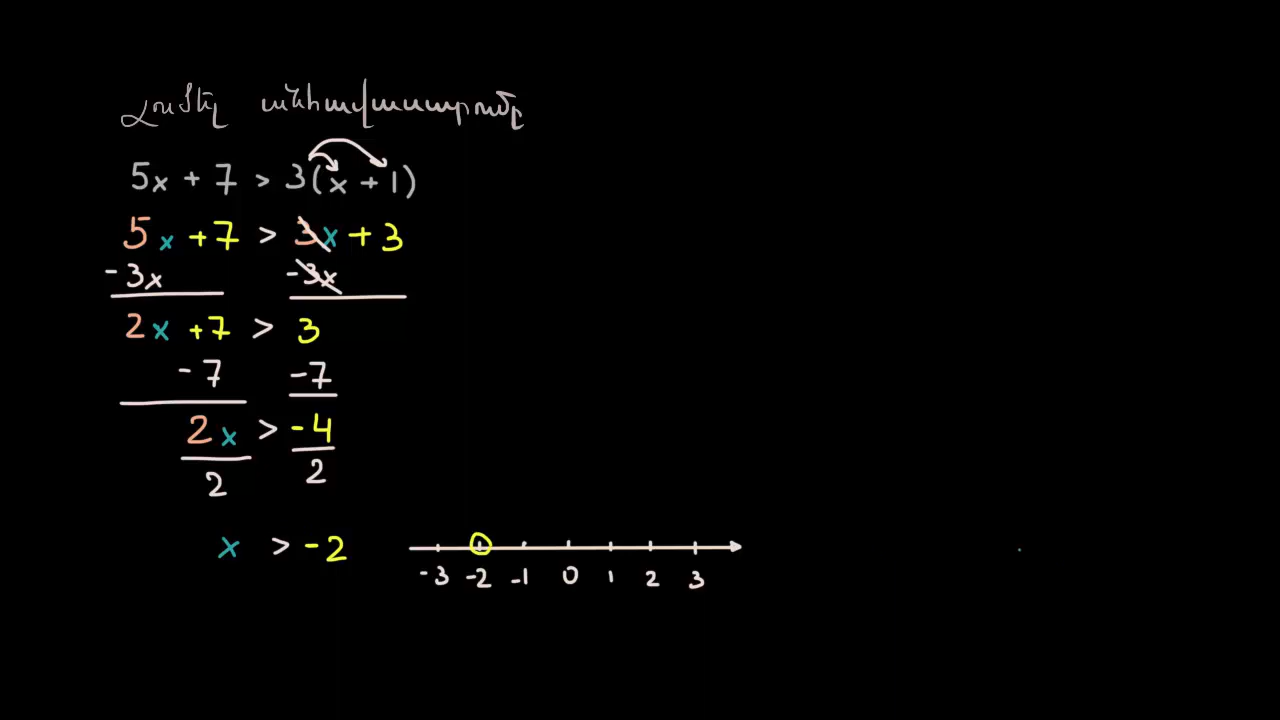 Լուծել անհավասարումը
5x + 7 > 3(x + 1)
5x + 7 > 3x + 3
- 3x - 3x
2x + 7 > 3
- 7 - 7
2x > - 4
2 2
x > - 2
-3 -2 -1 0 1 2 3